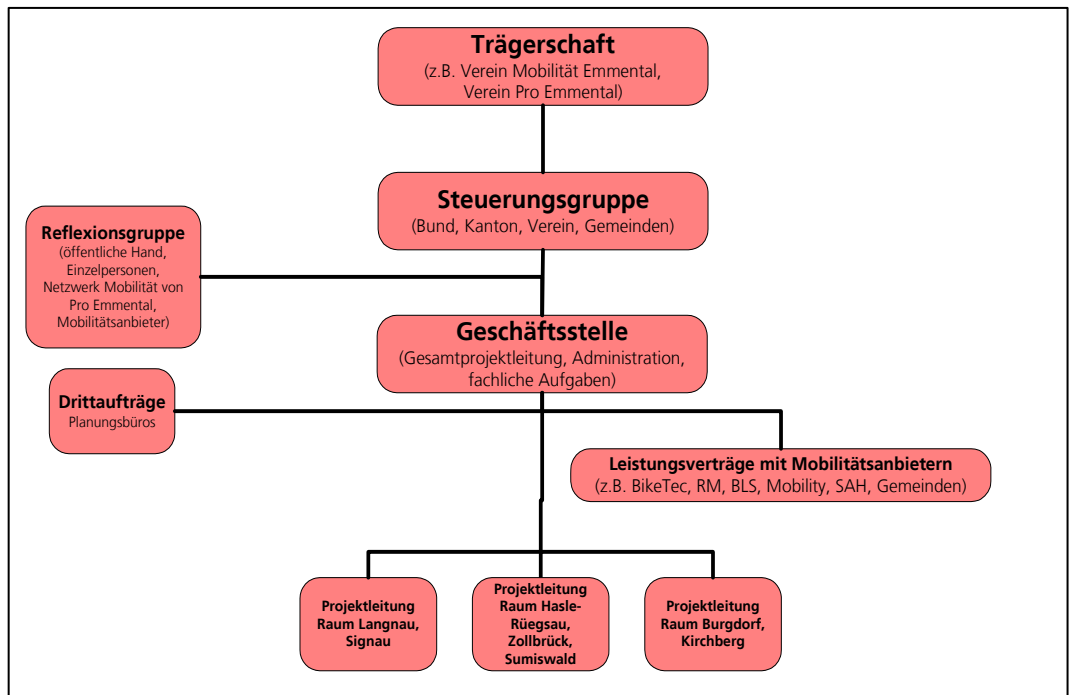 Trägerschaft
(z.B. Verein Mobilität Emmental,
Verein Pro Emmental)
Steuerungsgruppe
(Bund, Kanton, Verein, Gemeinden)
Reflexionsgruppe
(öffentliche Hand,
Einzelpersonen,
Netzwerk Mobilität von
Pro Emmental,
Mobilitätsanbieter)
Geschäftsstelle
(Gesamtprojektleitung, Administration,
fachliche Aufgaben)
Drittaufträge
Planungsbüros
Leistungsverträge mit Mobilitätsanbietern
(z.B. BikeTec, RM, BLS, Mobility, SAH, Gemeinden)
Projektleitung
Raum Langnau,
Signau
Projektleitung
Raum Hasle-
Rüegsau,
Zollbrück,
Sumiswald
Projektleitung
Raum Burgdorf,
Kirchberg